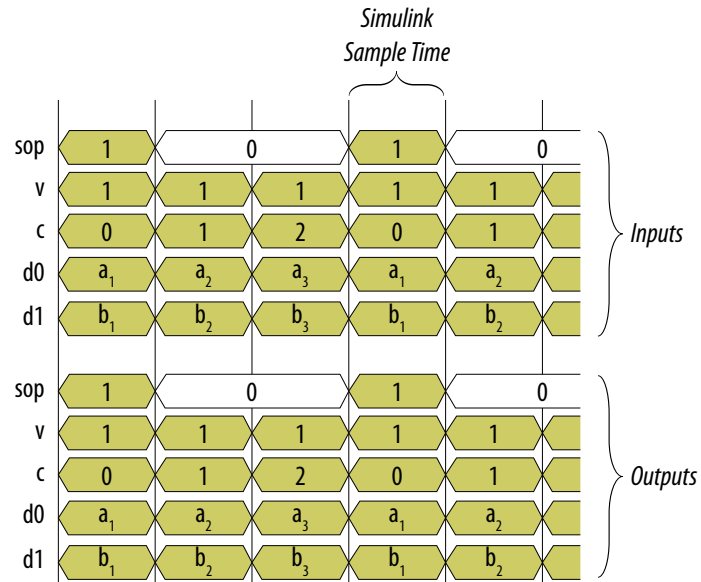 Simulink
Sample Time
sop 1 0 1 0
v 1 1 1 1 1
c 0 1 2 0 1
d0 a₁ a₂ a₃ a₁ a₂
d1 b₁ b₂ b₃ b₁ b₂
Inputs
sop 1 0 1 0
v 1 1 1 1 1
c 0 1 2 0 1
d0 a₁ a₂ a₃ a₁ a₂
d1 b₁ b₂ b₃ b₁ b₂
Outputs